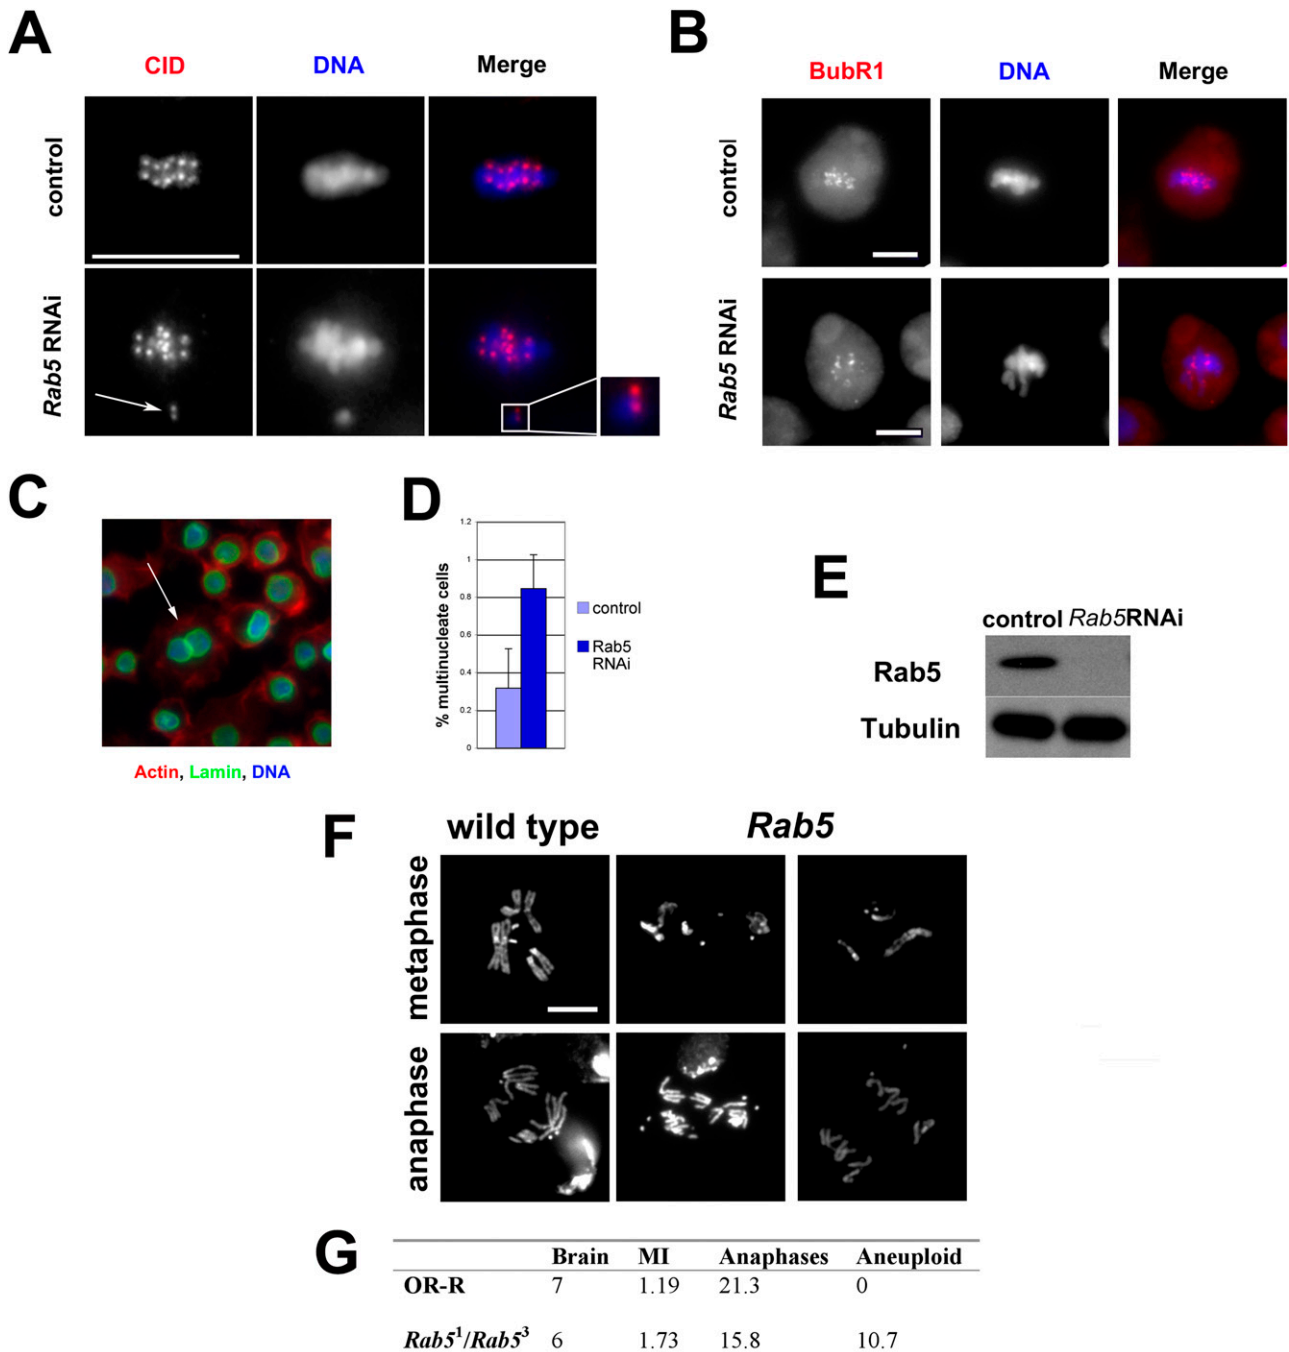 A
CID DNA Merge
control
Rab5 RNAi
B
BubR1 DNA Merge
control
Rab5 RNAi
C
Actin, Lamin, DNA
D
% multinucleate cells
1.2
1
0.8
0.6
0.4
0.2
0
control
Rab5
RNAi
E
control Rab5RNAi
Rab5
Tubulin
F
wild type Rab5
metaphase
anaphase
G
Brain MI Anaphases Aneuploid
OR-R 7 1.19 21.3 0
Rab5¹/Rab5³ 6 1.73 15.8 10.7